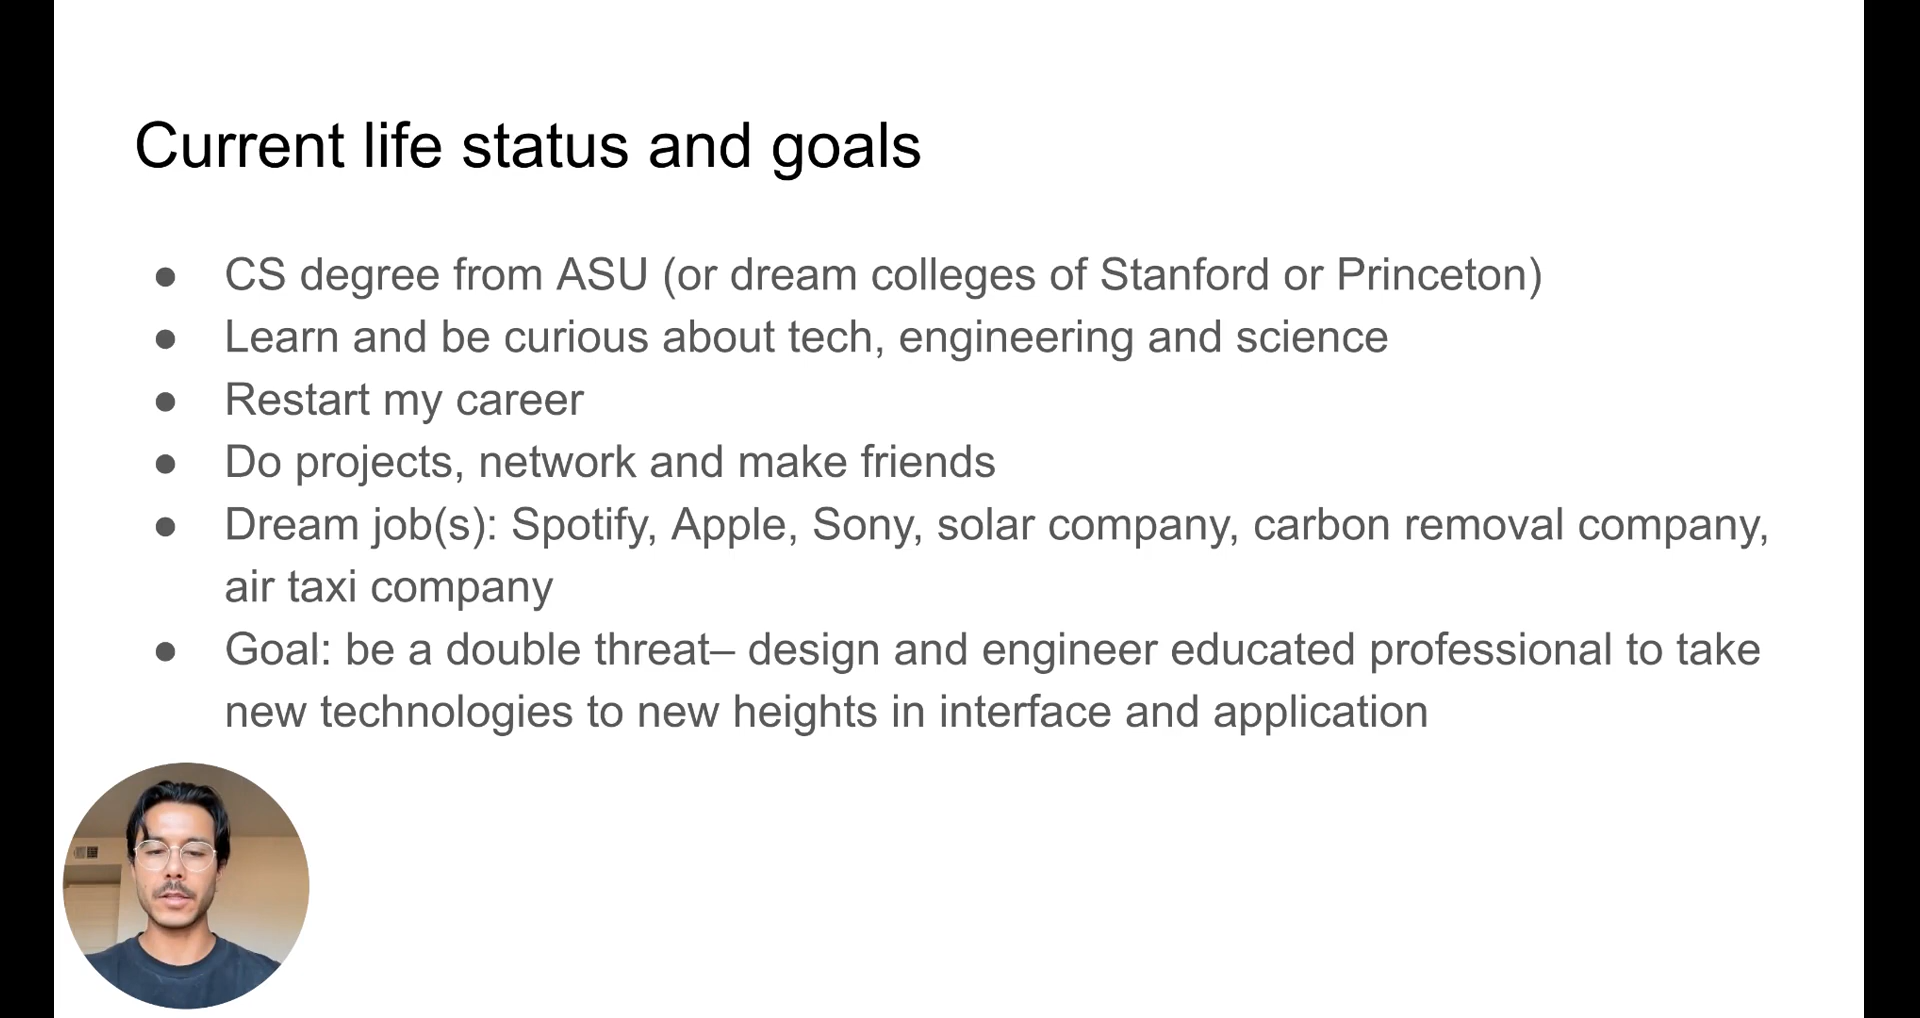 Current life status and goals
● CS degree from ASU (or dream colleges of Stanford or Princeton)
● Learn and be curious about tech, engineering and science
● Restart my career
● Do projects, network and make friends
● Dream job(s): Spotify, Apple, Sony, solar company, carbon removal company,
air taxi company
● Goal: be a double threat– design and engineer educated professional to take
new technologies to new heights in interface and application